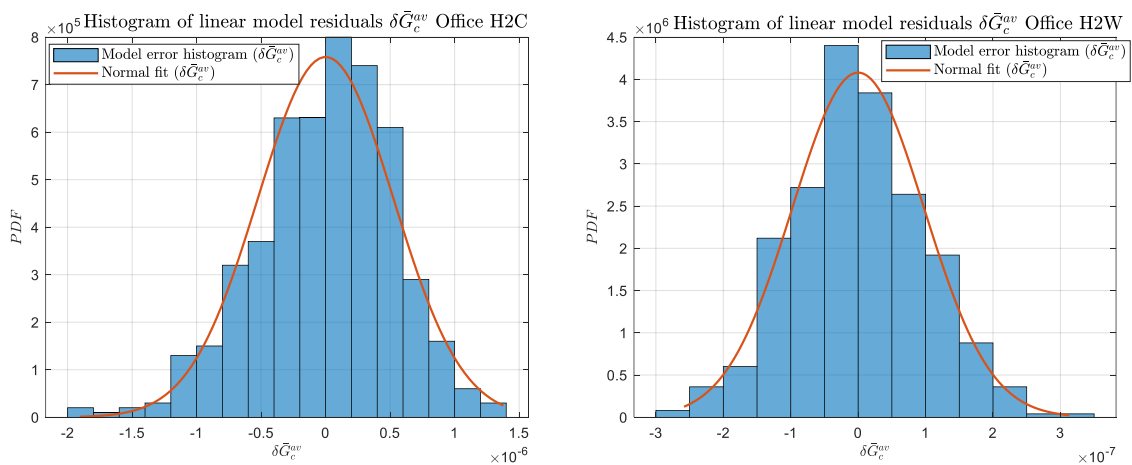 ×10^5 Histogram of linear model residuals δḠ_c^{av} Office H2C
Model error histogram (δḠ_c^{av})
Normal fit (δḠ_c^{av})
8
7
6
5
4
3
2
1
0
PDF
-2 -1.5 -1 -0.5 0 0.5 1 1.5
δḠ_c^{av}
×10^-6
×10^6 Histogram of linear model residuals δḠ_c^{av} Office H2W
Model error histogram (δḠ_c^{av})
Normal fit (δḠ_c^{av})
4.5
4
3.5
3
2.5
2
1.5
1
0.5
0
PDF
-3 -2 -1 0 1 2 3
δḠ_c^{av}
×10^-7